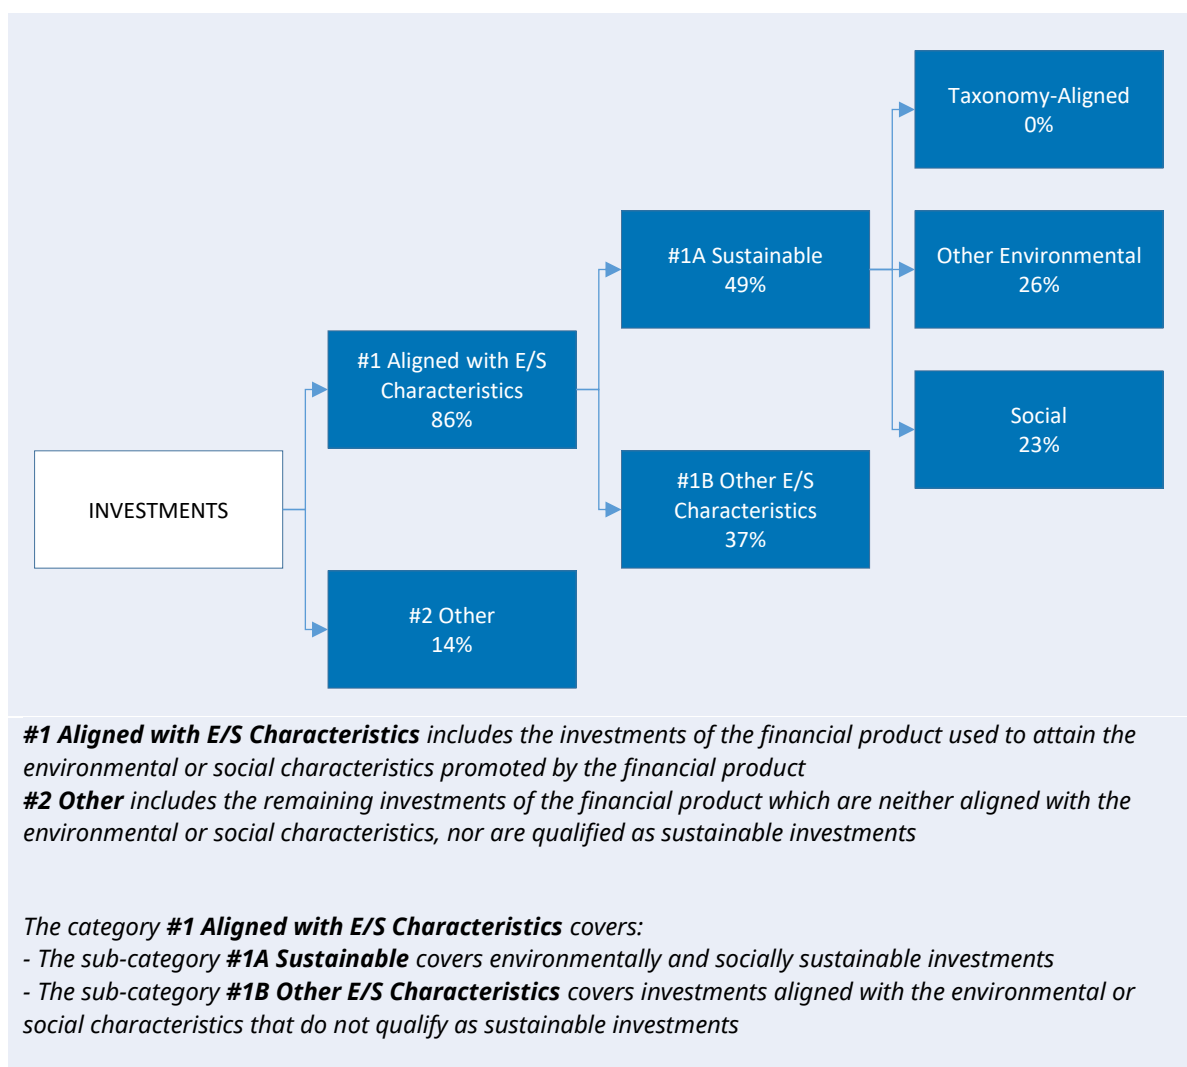 Taxonomy-Aligned
0%
#1A Sustainable
49%
Other Environmental
26%
#1 Aligned with E/S
Characteristics
86%
Social
23%
INVESTMENTS
#1B Other E/S
Characteristics
37%
#2 Other
14%
#1 Aligned with E/S Characteristics includes the investments of the financial product used to attain the
environmental or social characteristics promoted by the financial product
#2 Other includes the remaining investments of the financial product which are neither aligned with the
environmental or social characteristics, nor are qualified as sustainable investments
The category #1 Aligned with E/S Characteristics covers:
- The sub-category #1A Sustainable covers environmentally and socially sustainable investments
- The sub-category #1B Other E/S Characteristics covers investments aligned with the environmental or
social characteristics that do not qualify as sustainable investments